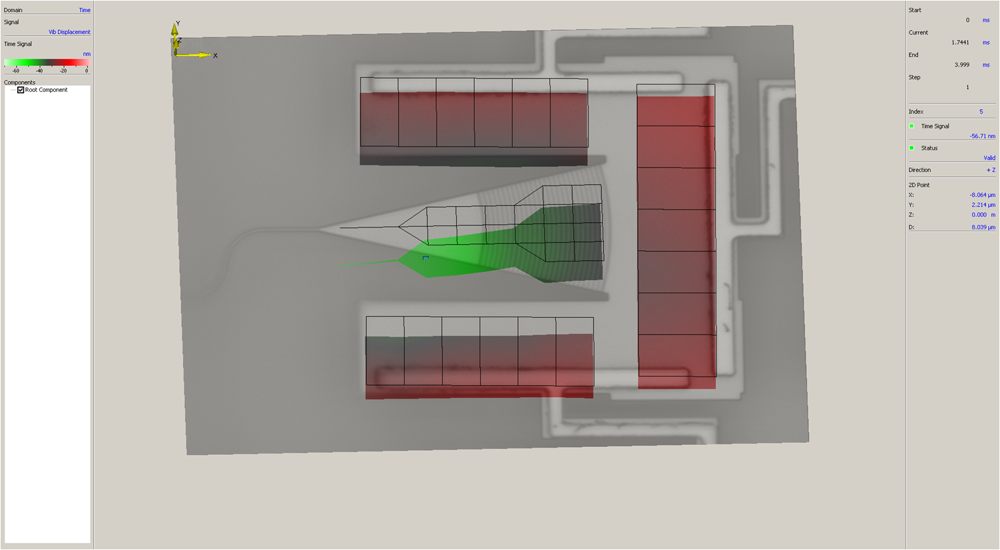 Domain Time
Signal
Vib Displacement
Time Signal
nm
-60 -40 -20 0
Components
Root Component
Y
Z
X
Start
0 ms
Current
1.7441 ms
End
3.999 ms
Step
1
Index 5
Time Signal
-56.71 nm
Status
Valid
Direction + Z
2D Point
X: -8.064 µm
Y: 2.214 µm
Z: 0.000 m
D: 8.039 µm